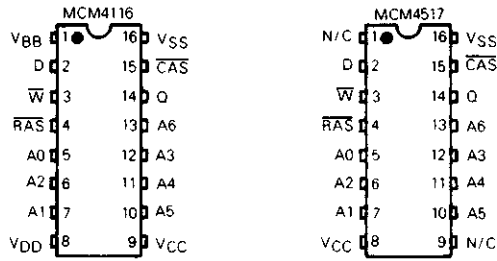 MCM4116 MCM4517
VBB 1 16 VSS N/C 1 16 VSS
D 2 15 CAS D 2 15 CAS
W 3 14 Q W 3 14 Q
RAS 4 13 A6 RAS 4 13 A6
A0 5 12 A3 A0 5 12 A3
A2 6 11 A4 A2 6 11 A4
A1 7 10 A5 A1 7 10 A5
VDD 8 9 VCC VCC 8 9 N/C